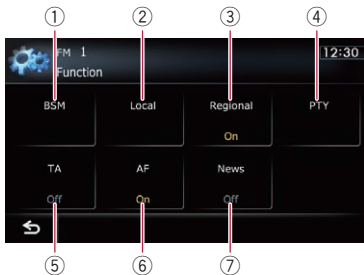 ① ② ③ ④
FM 1 12:30
Function
BSM Local Regional PTY
On
TA AF News
Off On Off
⑤ ⑥ ⑦